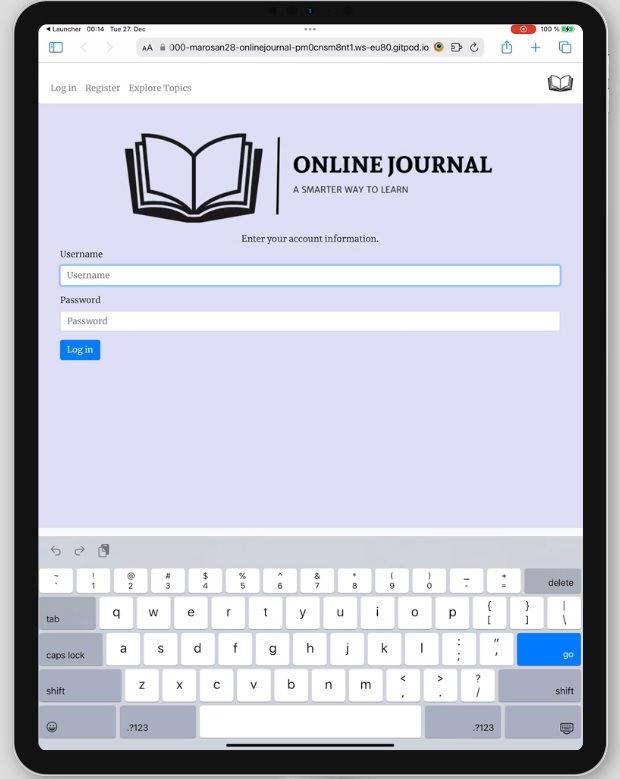 Launcher 00:14 Tue 27. Dec
100 %
AA 000-marosan28-onlinejournal-pm0cnsm8nt1.ws-eu80.gitpod.io
Log in Register Explore Topics
ONLINE JOURNAL
A SMARTER WAY TO LEARN
Enter your account information.
Username
Username
Password
Password
Log in
~ ! @ # $ % ^ & * ( ) _ +
` 1 2 3 4 5 6 7 8 9 0 - = delete
tab q w e r t y u i o p { [ } ] | \
caps lock a s d f g h j k l : ; " ' go
shift z x c v b n m < , > . ? / shift
.?123 .?123